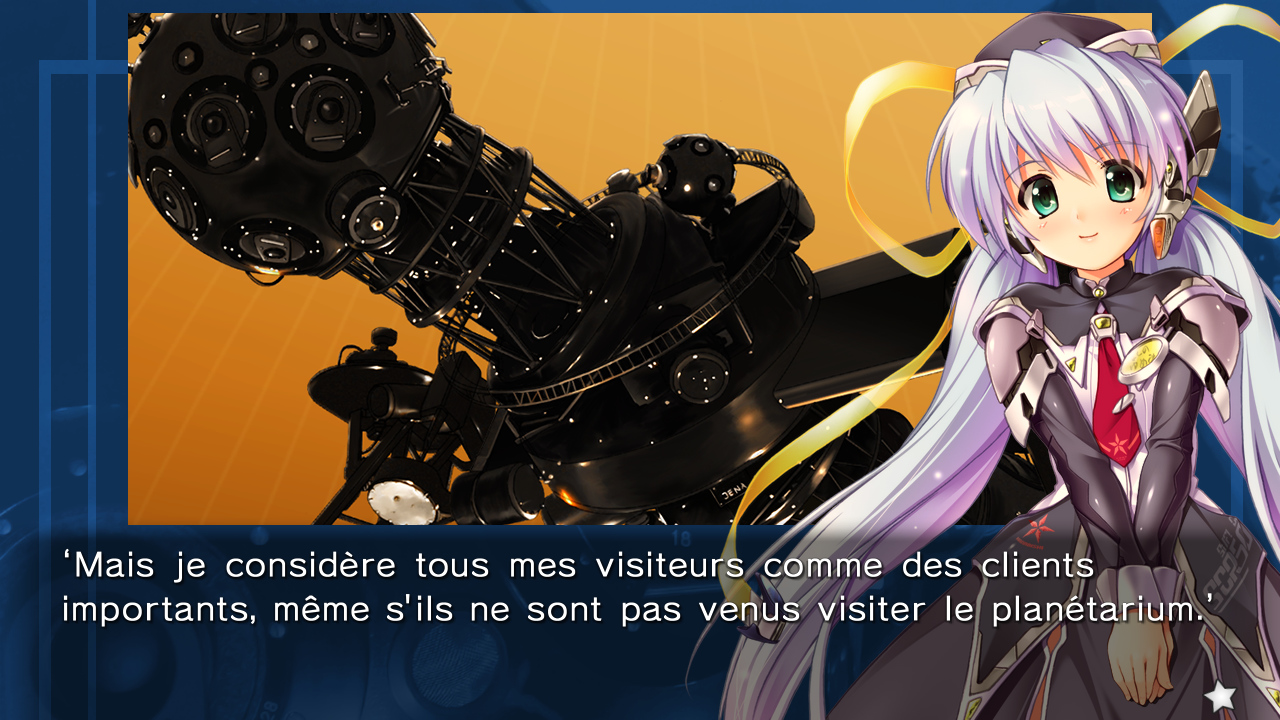 JENA
‘Mais je considère tous mes visiteurs comme des clients
importants, même s'ils ne sont pas venus visiter le planétarium.’